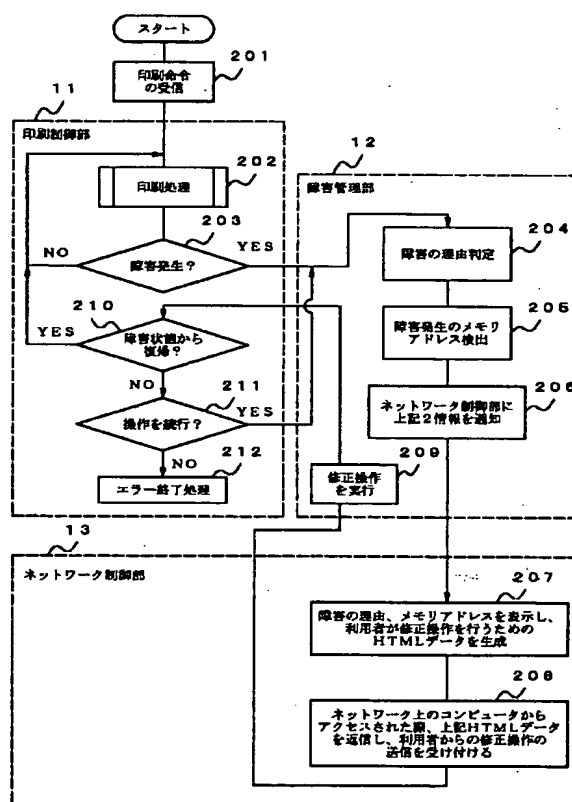 スタート
201
印刷命令
の受信
11
印刷制御部
202
印刷処理
203
NO
YES
障害発生？
210
YES
障害状態から
復帰？
NO
211
操作を続行？
YES
NO
212
エラー終了処理
12
障害管理部
204
障害の理由判定
205
障害発生のメモリ
アドレス検出
206
ネットワーク制御部に
上記2情報を通知
209
修正操作
を実行
13
ネットワーク制御部
207
障害の理由、メモリアドレスを表示し、
利用者が修正操作を行うための
HTMLデータを生成
208
ネットワーク上のコンピュータから
アクセスされた際、上記HTMLデータ
を返信し、利用者からの修正操作の
送信を受け付ける